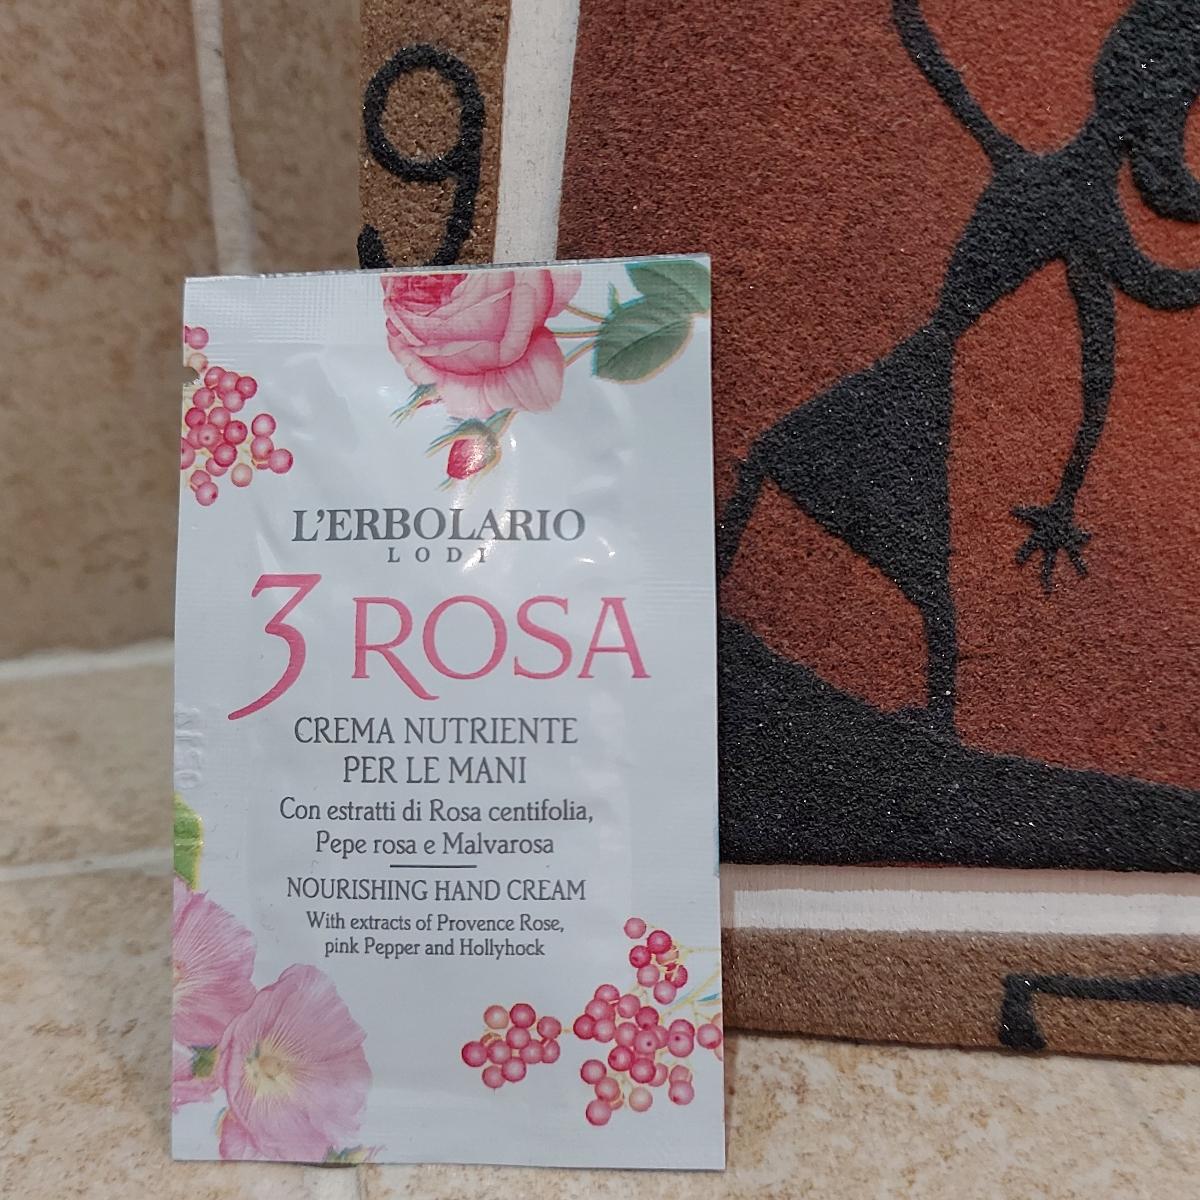 L'ERBOLARIO
LODI
3 ROSA
CREMA NUTRIENTE
PER LE MANI
Con estratti di Rosa centifolia,
Pepe rosa e Malvarosa
NOURISHING HAND CREAM
With extracts of Provence Rose,
pink Pepper and Hollyhock